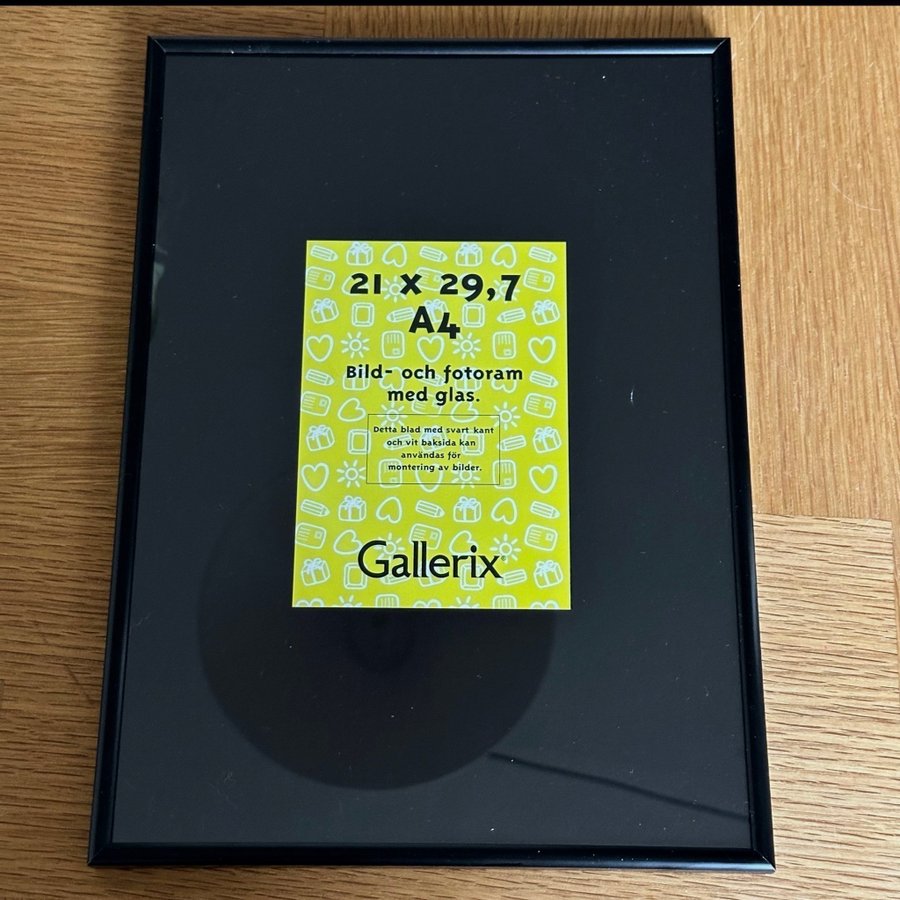 21 x 29,7
A4
Bild- och fotoram
med glas.
Detta blad med svart kant
och vit baksida kan
användas för
montering av bilder.
Gallerix